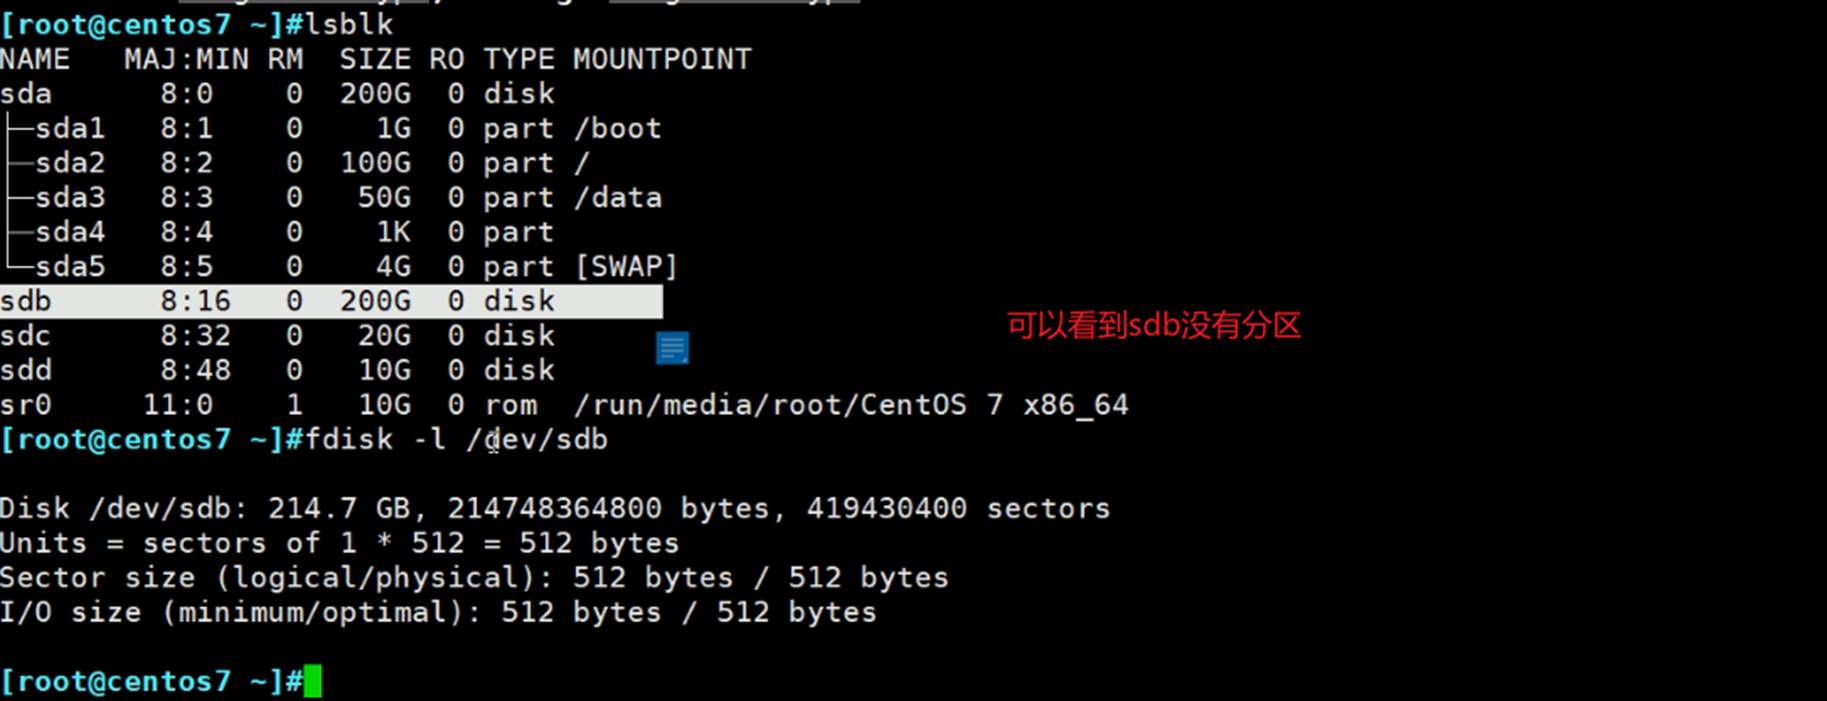 [root@centos7 ~]#lsblk
NAME   MAJ:MIN RM  SIZE RO TYPE MOUNTPOINT
sda      8:0    0  200G  0 disk
├─sda1   8:1    0    1G  0 part /boot
├─sda2   8:2    0  100G  0 part /
├─sda3   8:3    0   50G  0 part /data
├─sda4   8:4    0    1K  0 part
└─sda5   8:5    0    4G  0 part [SWAP]
sdb      8:16   0  200G  0 disk
可以看到sdb没有分区
sdc      8:32   0   20G  0 disk
sdd      8:48   0   10G  0 disk
sr0     11:0    1   10G  0 rom  /run/media/root/CentOS 7 x86_64
[root@centos7 ~]#fdisk -l /dev/sdb
Disk /dev/sdb: 214.7 GB, 214748364800 bytes, 419430400 sectors
Units = sectors of 1 * 512 = 512 bytes
Sector size (logical/physical): 512 bytes / 512 bytes
I/O size (minimum/optimal): 512 bytes / 512 bytes
[root@centos7 ~]#